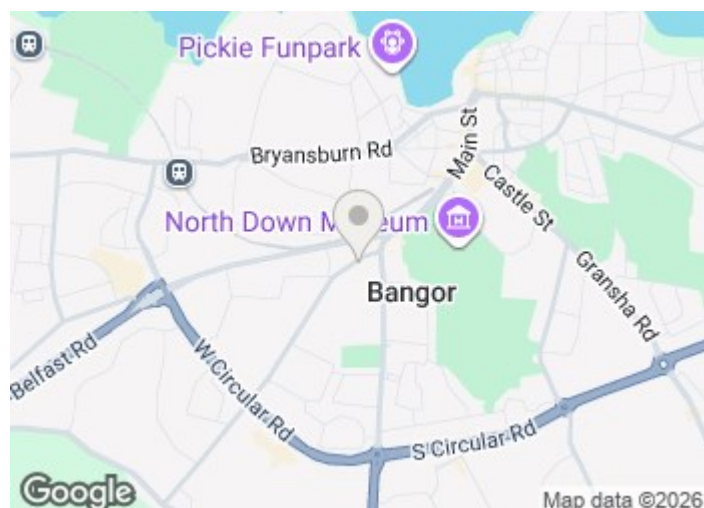 Pickie Funpark
Bryansburn Rd
Main St
Castle St
North Down M eum
Bangor
Gransha Rd
Belfast Rd
W Circular Rd
S Circular Rd
Google
Map data ©2026